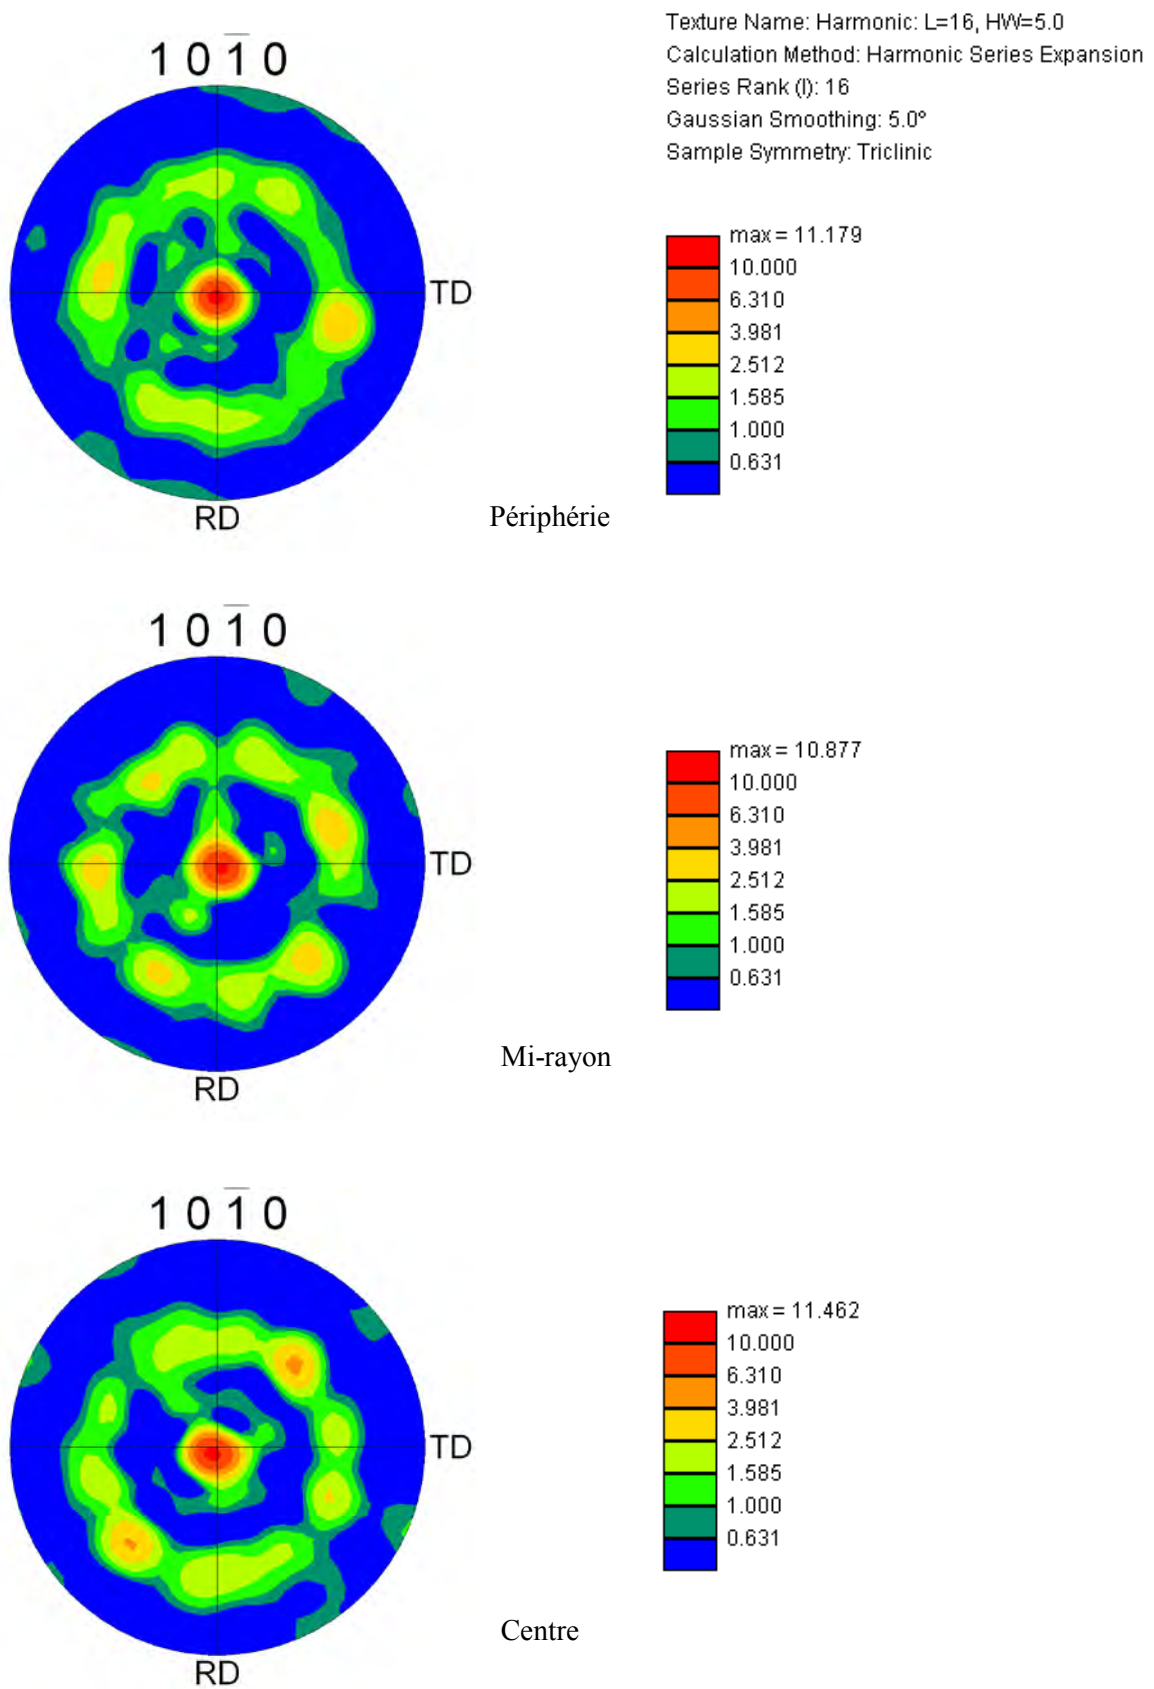 Texture Name: Harmonic: L=16, HW=5.0
Calculation Method: Harmonic Series Expansion
Series Rank (l): 16
Gaussian Smoothing: 5.0°
Sample Symmetry: Triclinic
1 0 1̅ 0
TD
RD
max = 11.179
10.000
6.310
3.981
2.512
1.585
1.000
0.631
Périphérie
1 0 1̅ 0
TD
RD
max = 10.877
10.000
6.310
3.981
2.512
1.585
1.000
0.631
Mi-rayon
1 0 1̅ 0
TD
RD
max = 11.462
10.000
6.310
3.981
2.512
1.585
1.000
0.631
Centre